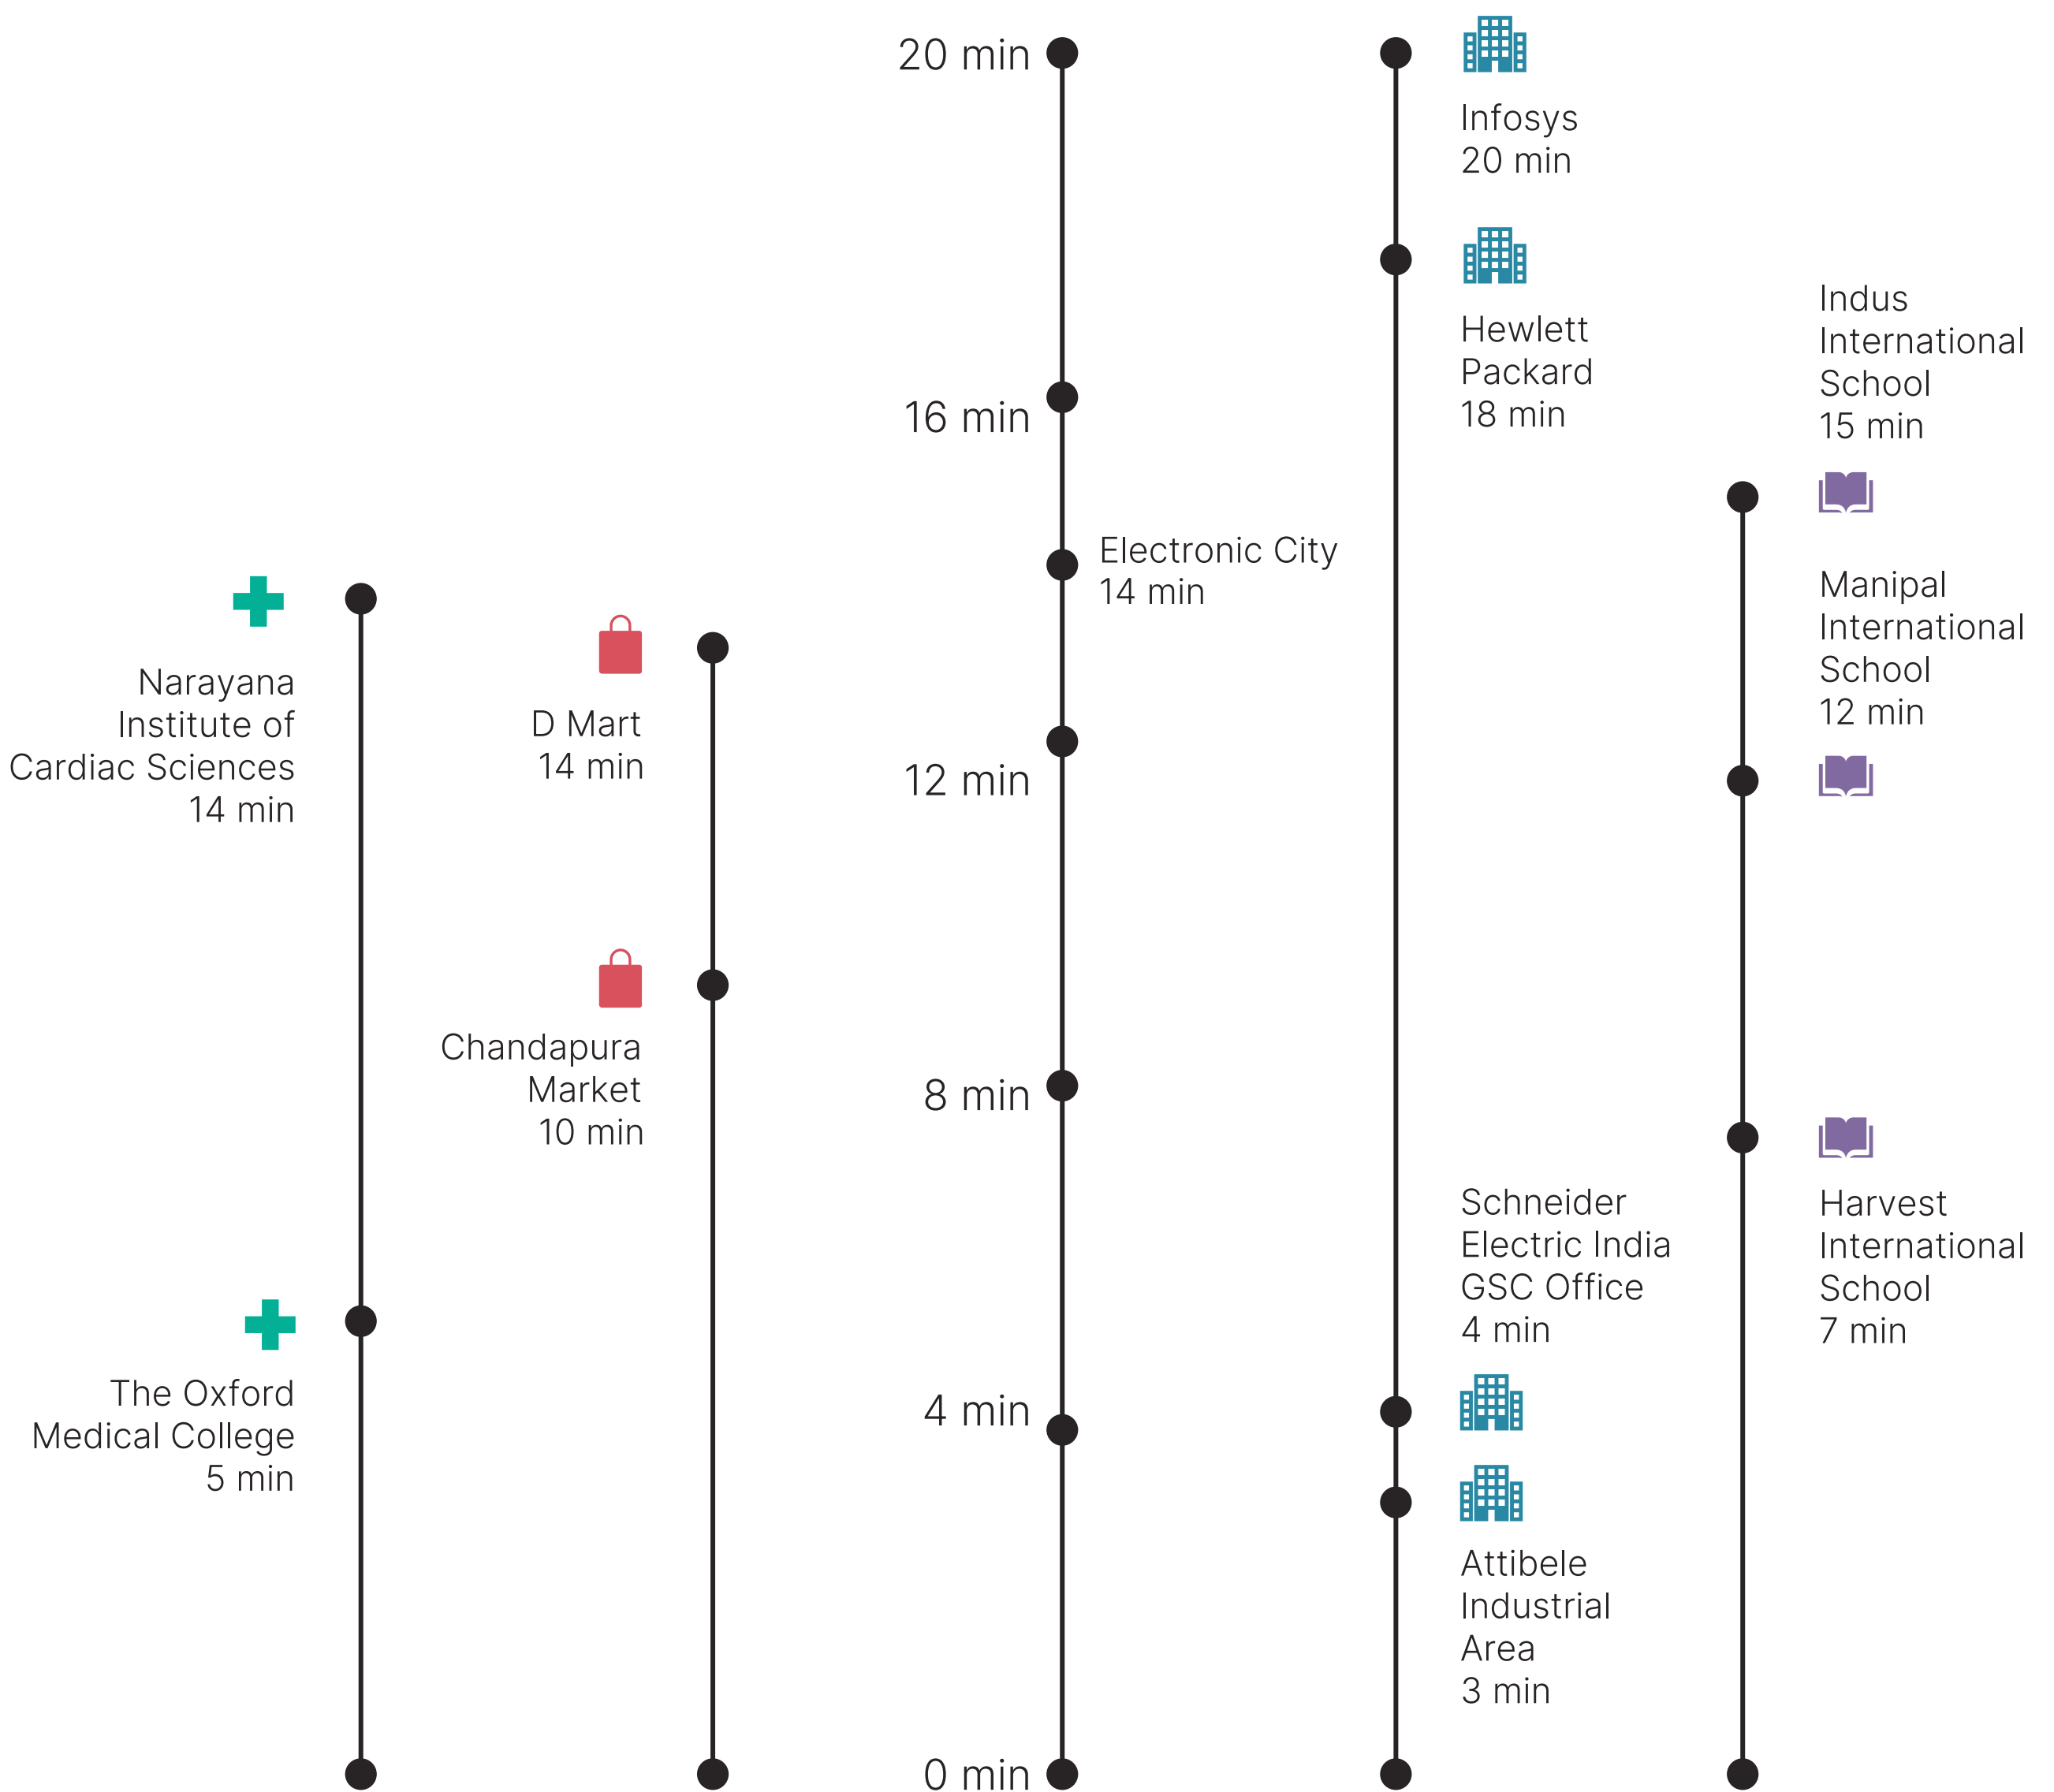 Narayana
Institute of
Cardiac Sciences
14 min
The Oxford
Medical College
5 min
D Mart
14 min
Chandapura
Market
10 min
20 min
16 min
Electronic City
14 min
12 min
8 min
4 min
0 min
Infosys
20 min
Hewlett
Packard
18 min
Schneider
Electric India
GSC Office
4 min
Attibele
Industrial
Area
3 min
Indus
International
School
15 min
Manipal
International
School
12 min
Harvest
International
School
7 min